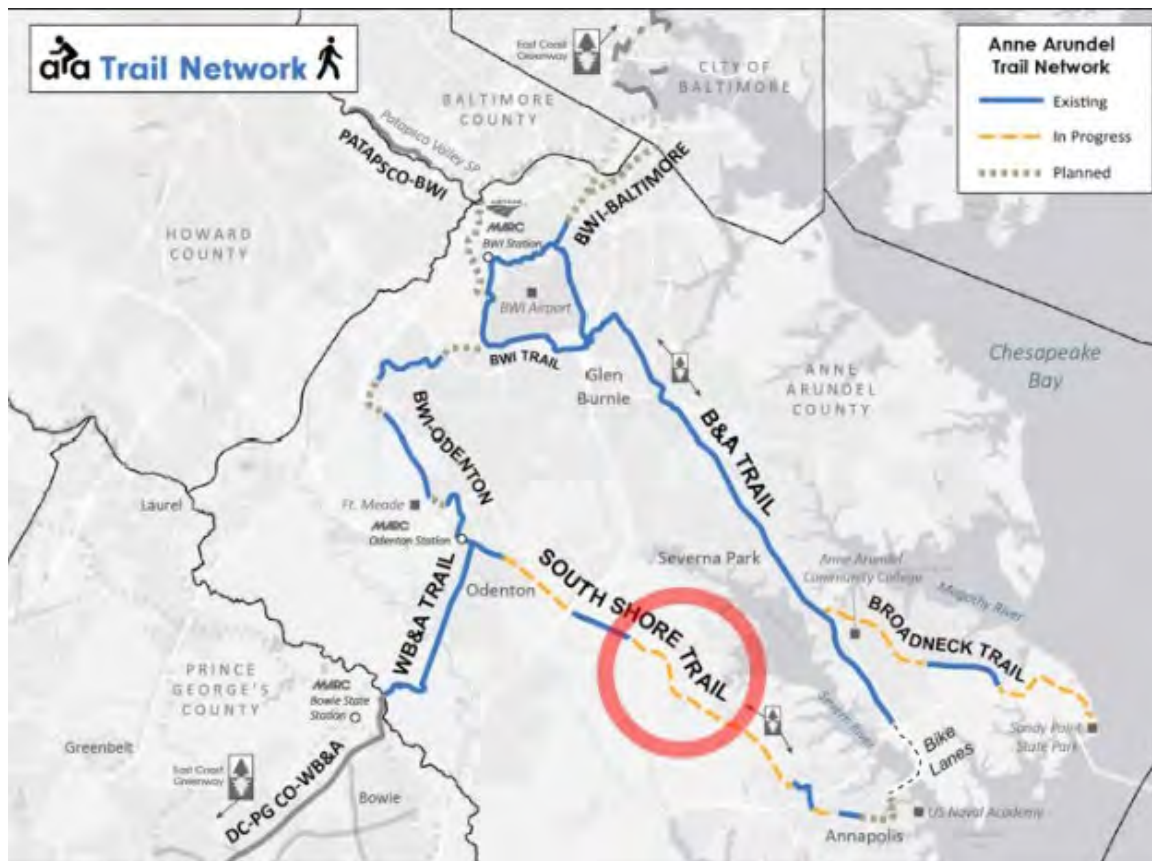 aia Trail Network
East Coast
Greenway
CITY OF
BALTIMORE
Anne Arundel
Trail Network
Existing
In Progress
Planned
BALTIMORE
COUNTY
Patapsco Valley SP
PATAPSCO-BWI
BWI-BALTIMORE
HOWARD
COUNTY
AMTRAK
MARC
BWI Station
BWI Airport
BWI TRAIL
Glen
Burnie
ANNE
ARUNDEL
COUNTY
Chesapeake
Bay
BWI-ODENTON
B&A TRAIL
Laurel
Ft. Meade
MARC
Odenton Station
Severna Park
Anne Arundel
Community College
Magothy River
Odenton
SOUTH SHORE TRAIL
BROADNECK TRAIL
WB&A TRAIL
PRINCE
GEORGE'S
COUNTY
MARC
Bowie State
Station
Severn River
Sandy Point
State Park
Bike
Lanes
Greenbelt
East Coast
Greenway
DC-PG CO-WB&A
Bowie
US Naval Academy
Annapolis